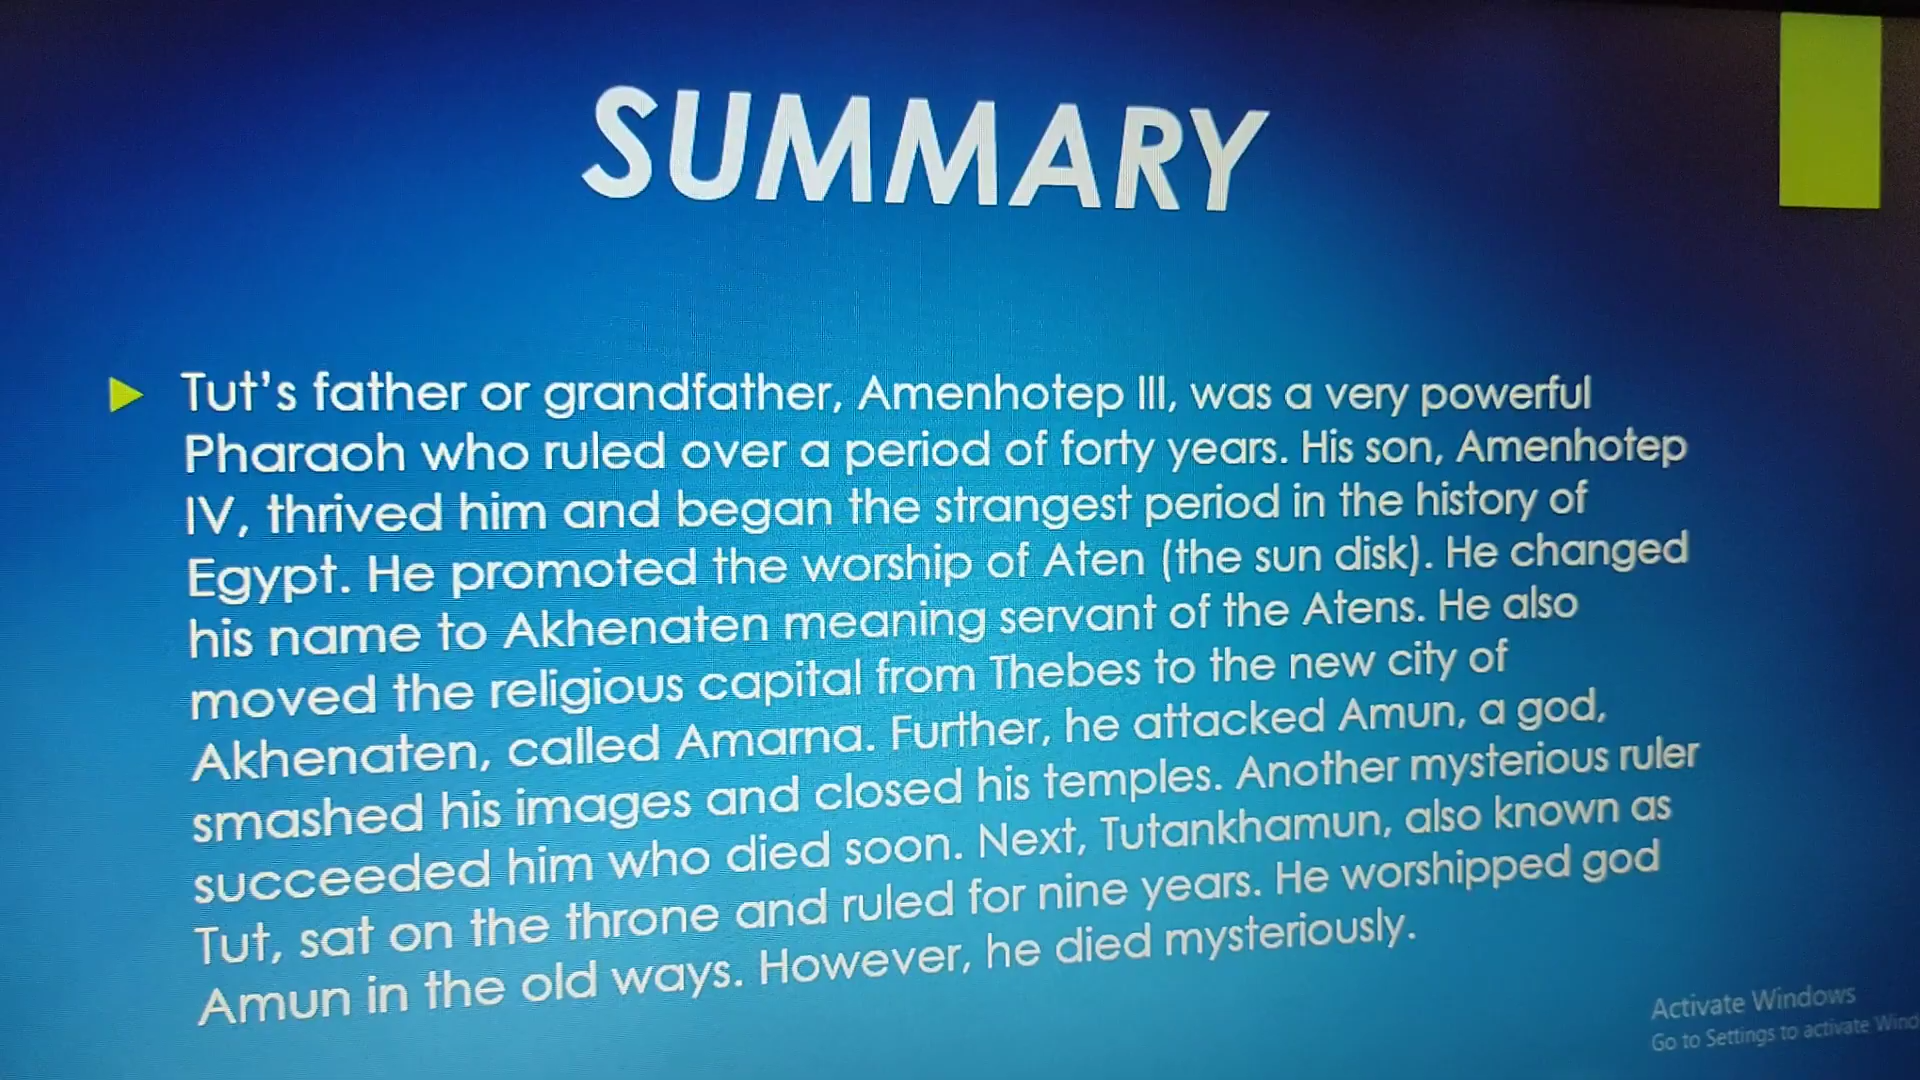 SUMMARY
Tut's father or grandfather, Amenhotep III, was a very powerful
Pharaoh who ruled over a period of forty years. His son, Amenhotep
IV, thrived him and began the strangest period in the history of
Egypt. He promoted the worship of Aten (the sun disk). He changed
his name to Akhenaten meaning servant of the Atens. He also
moved the religious capital from Thebes to the new city of
Akhenaten, called Amarna. Further, he attacked Amun, a god,
smashed his images and closed his temples. Another mysterious ruler
succeeded him who died soon. Next, Tutankhamun, also known as
Tut, sat on the throne and ruled for nine years. He worshipped god
Amun in the old ways. However, he died mysteriously.
Activate Windows
Go to Settings to activate Wind